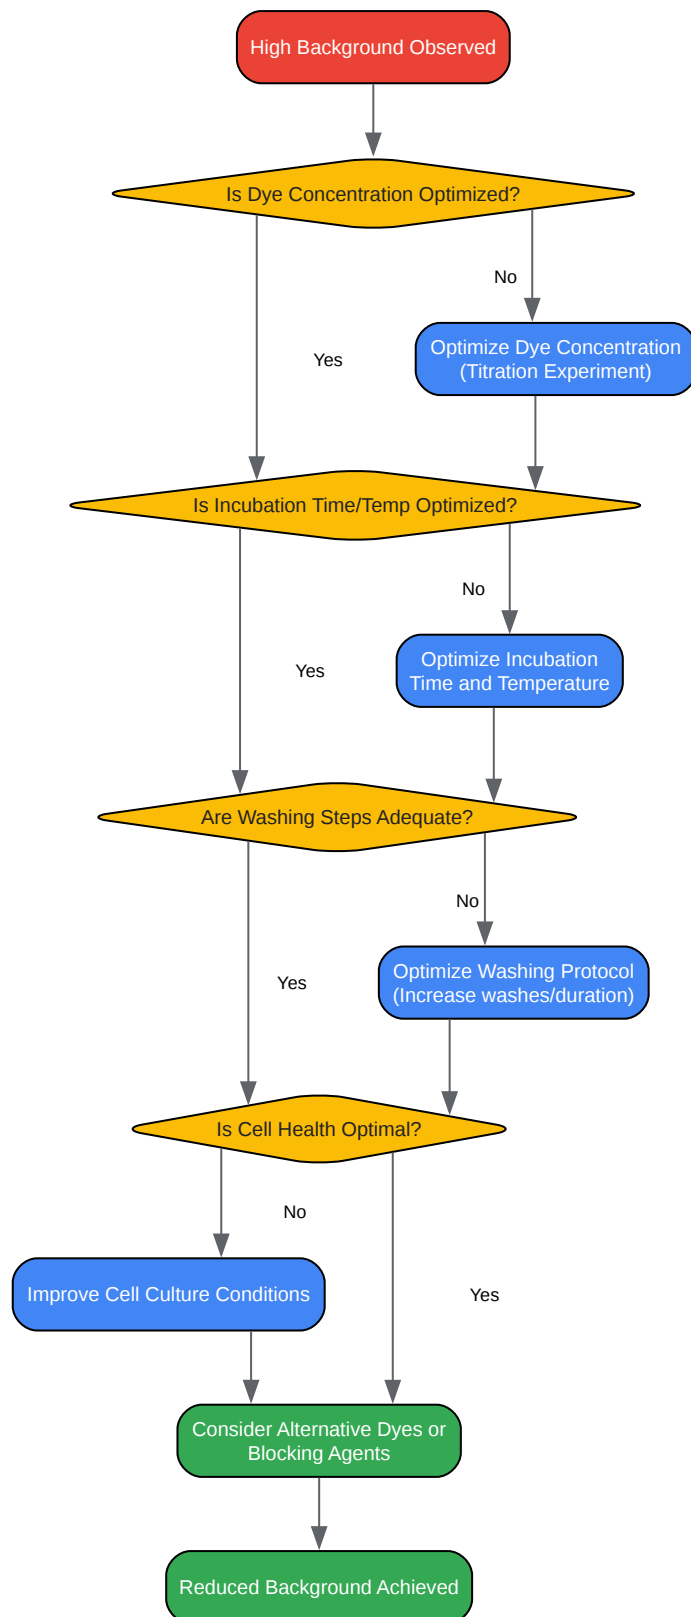 High Background Observed
Is Dye Concentration Optimized?
No
Optimize Dye Concentration
(Titration Experiment)
Yes
Is Incubation Time/Temp Optimized?
No
Optimize Incubation
Time and Temperature
Yes
Are Washing Steps Adequate?
No
Optimize Washing Protocol
(Increase washes/duration)
Yes
Is Cell Health Optimal?
No
Improve Cell Culture Conditions
Yes
Consider Alternative Dyes or
Blocking Agents
Reduced Background Achieved